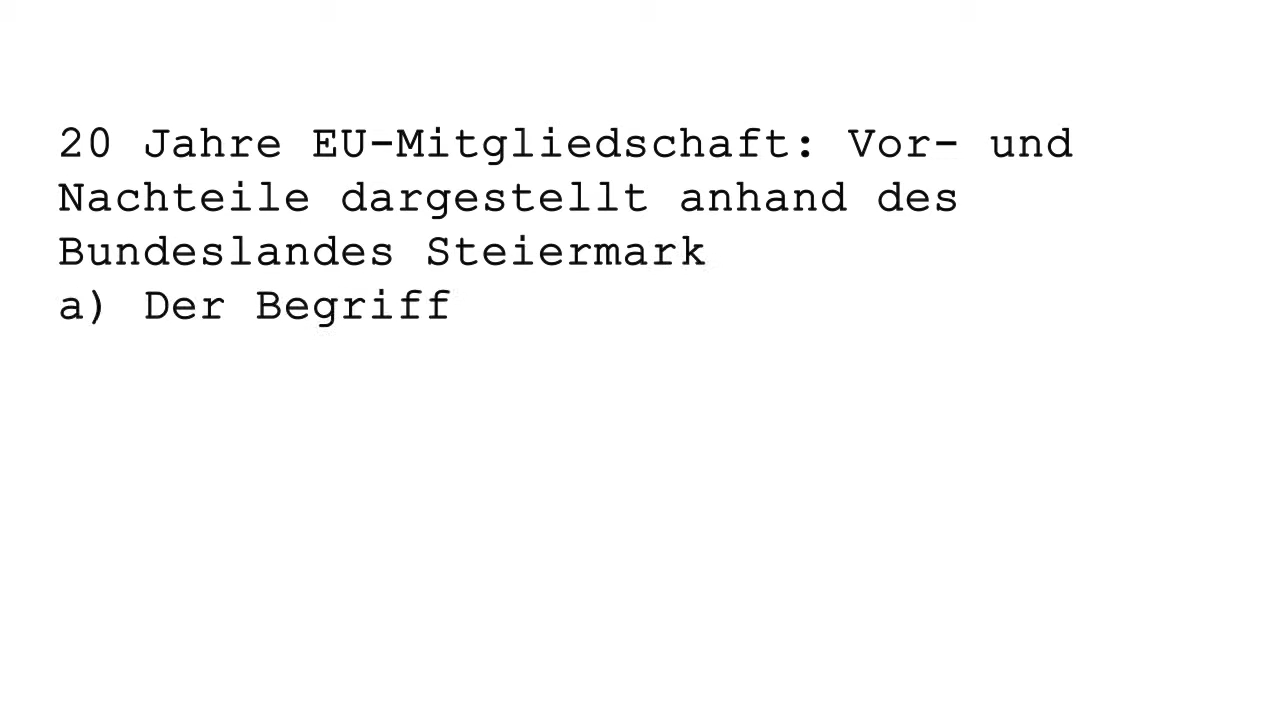 20 Jahre EU-Mitgliedschaft: Vor- und
Nachteile dargestellt anhand des
Bundeslandes Steiermark
a) Der Begriff